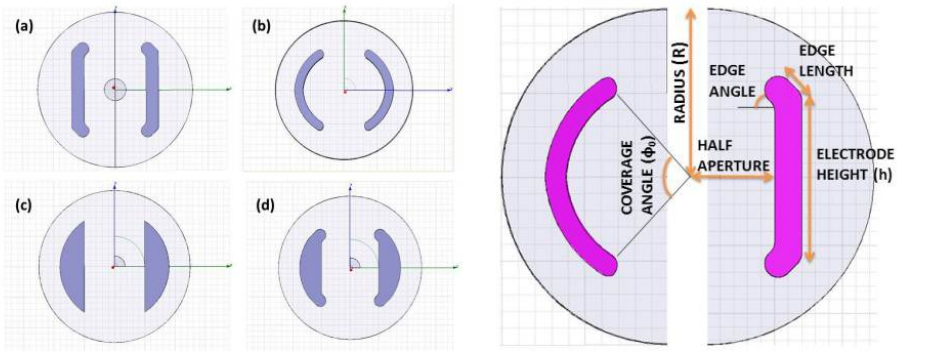 (a)
(b)
(c)
(d)
RADIUS (R)
COVERAGE
ANGLE (ϕ₀)
EDGE
ANGLE
EDGE
LENGTH
HALF
APERTURE
ELECTRODE
HEIGHT (h)